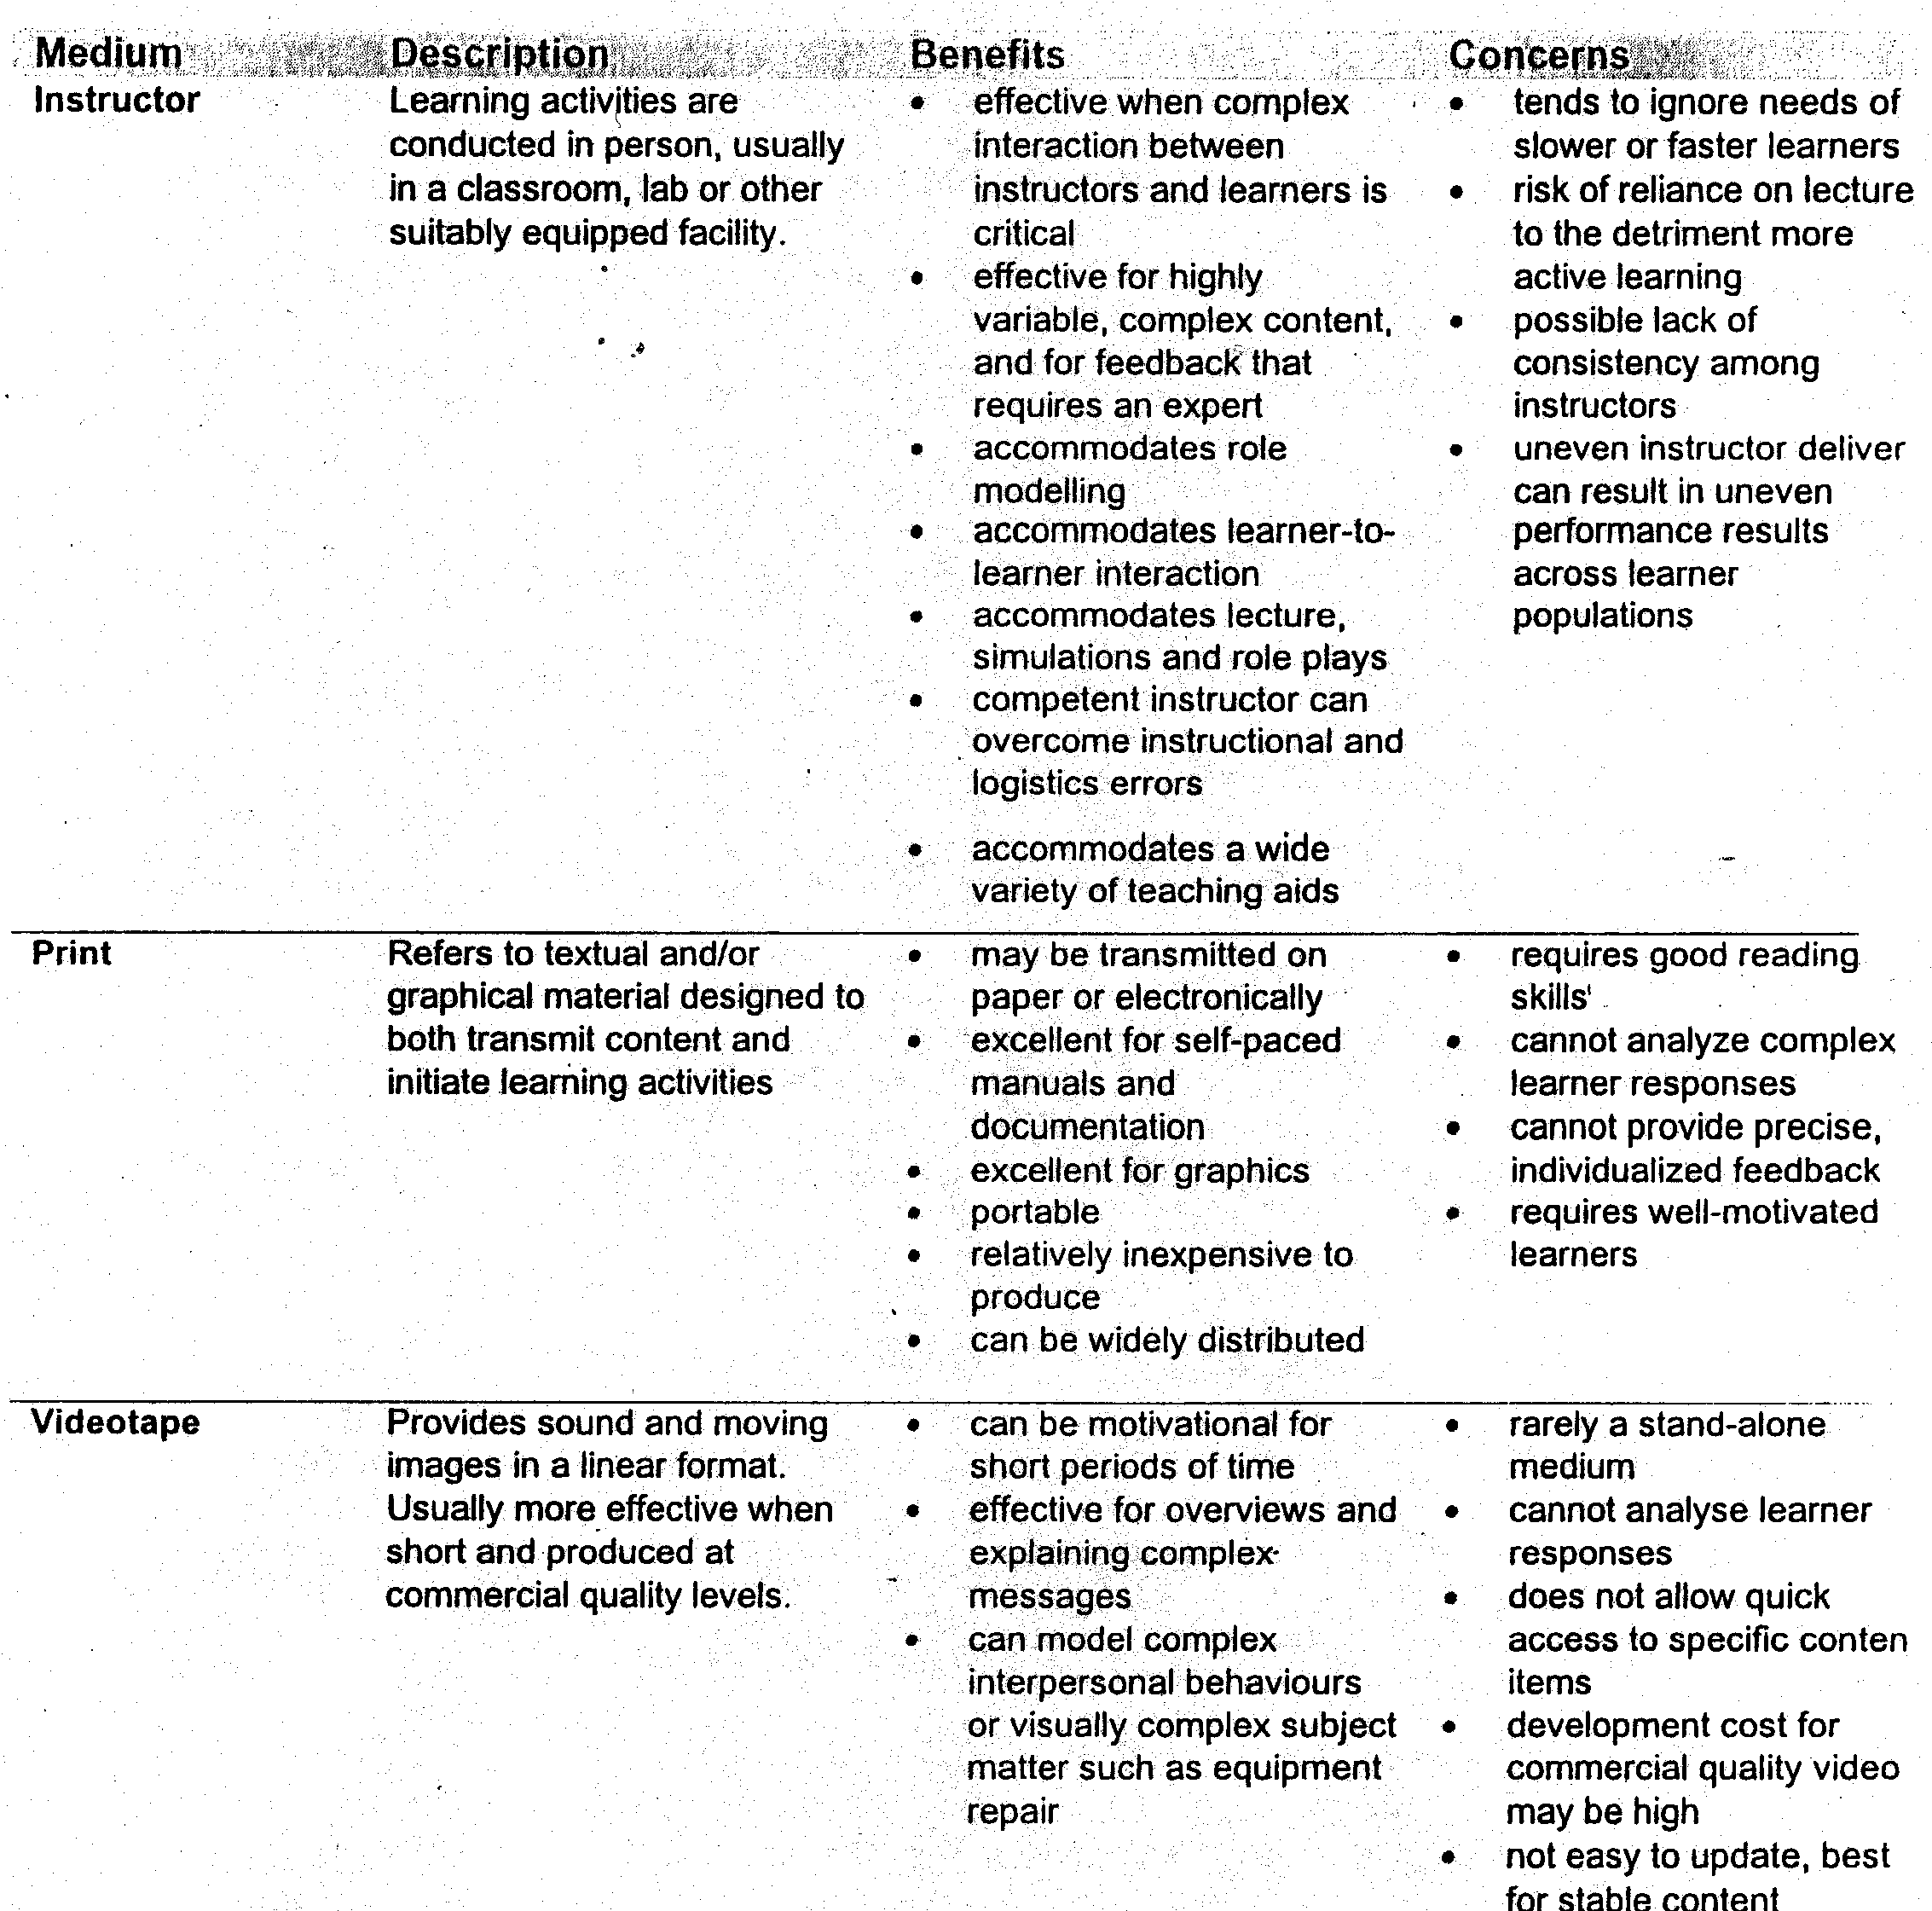 Medium Description Benefits Concerns
Instructor
Learning activities are
conducted in person, usually
in a classroom, lab or other
suitably equipped facility.
• effective when complex
interaction between
instructors and learners is
critical
• effective for highly
variable, complex content,
and for feedback that
requires an expert
• accommodates role
modelling
• accommodates learner-to-
learner interaction
• accommodates lecture,
simulations and role plays
• competent instructor can
overcome instructional and
logistics errors
• accommodates a wide
variety of teaching aids
• tends to ignore needs of
slower or faster learners
• risk of reliance on lecture
to the detriment more
active learning
• possible lack of
consistency among
instructors
• uneven instructor deliver
can result in uneven
performance results
across learner
populations
Print
Refers to textual and/or
graphical material designed to
both transmit content and
initiate learning activities
• may be transmitted on
paper or electronically
• excellent for self-paced
manuals and
documentation
• excellent for graphics
• portable
• relatively inexpensive to
produce
• can be widely distributed
• requires good reading
skills
• cannot analyze complex
learner responses
• cannot provide precise,
individualized feedback
• requires well-motivated
learners
Videotape
Provides sound and moving
images in a linear format.
Usually more effective when
short and produced at
commercial quality levels.
• can be motivational for
short periods of time
• effective for overviews and
explaining complex
messages
• can model complex
interpersonal behaviours
or visually complex subject
matter such as equipment
repair
• rarely a stand-alone
medium
• cannot analyse learner
responses
• does not allow quick
access to specific conten
items
• development cost for
commercial quality video
may be high
• not easy to update, best
for stable content